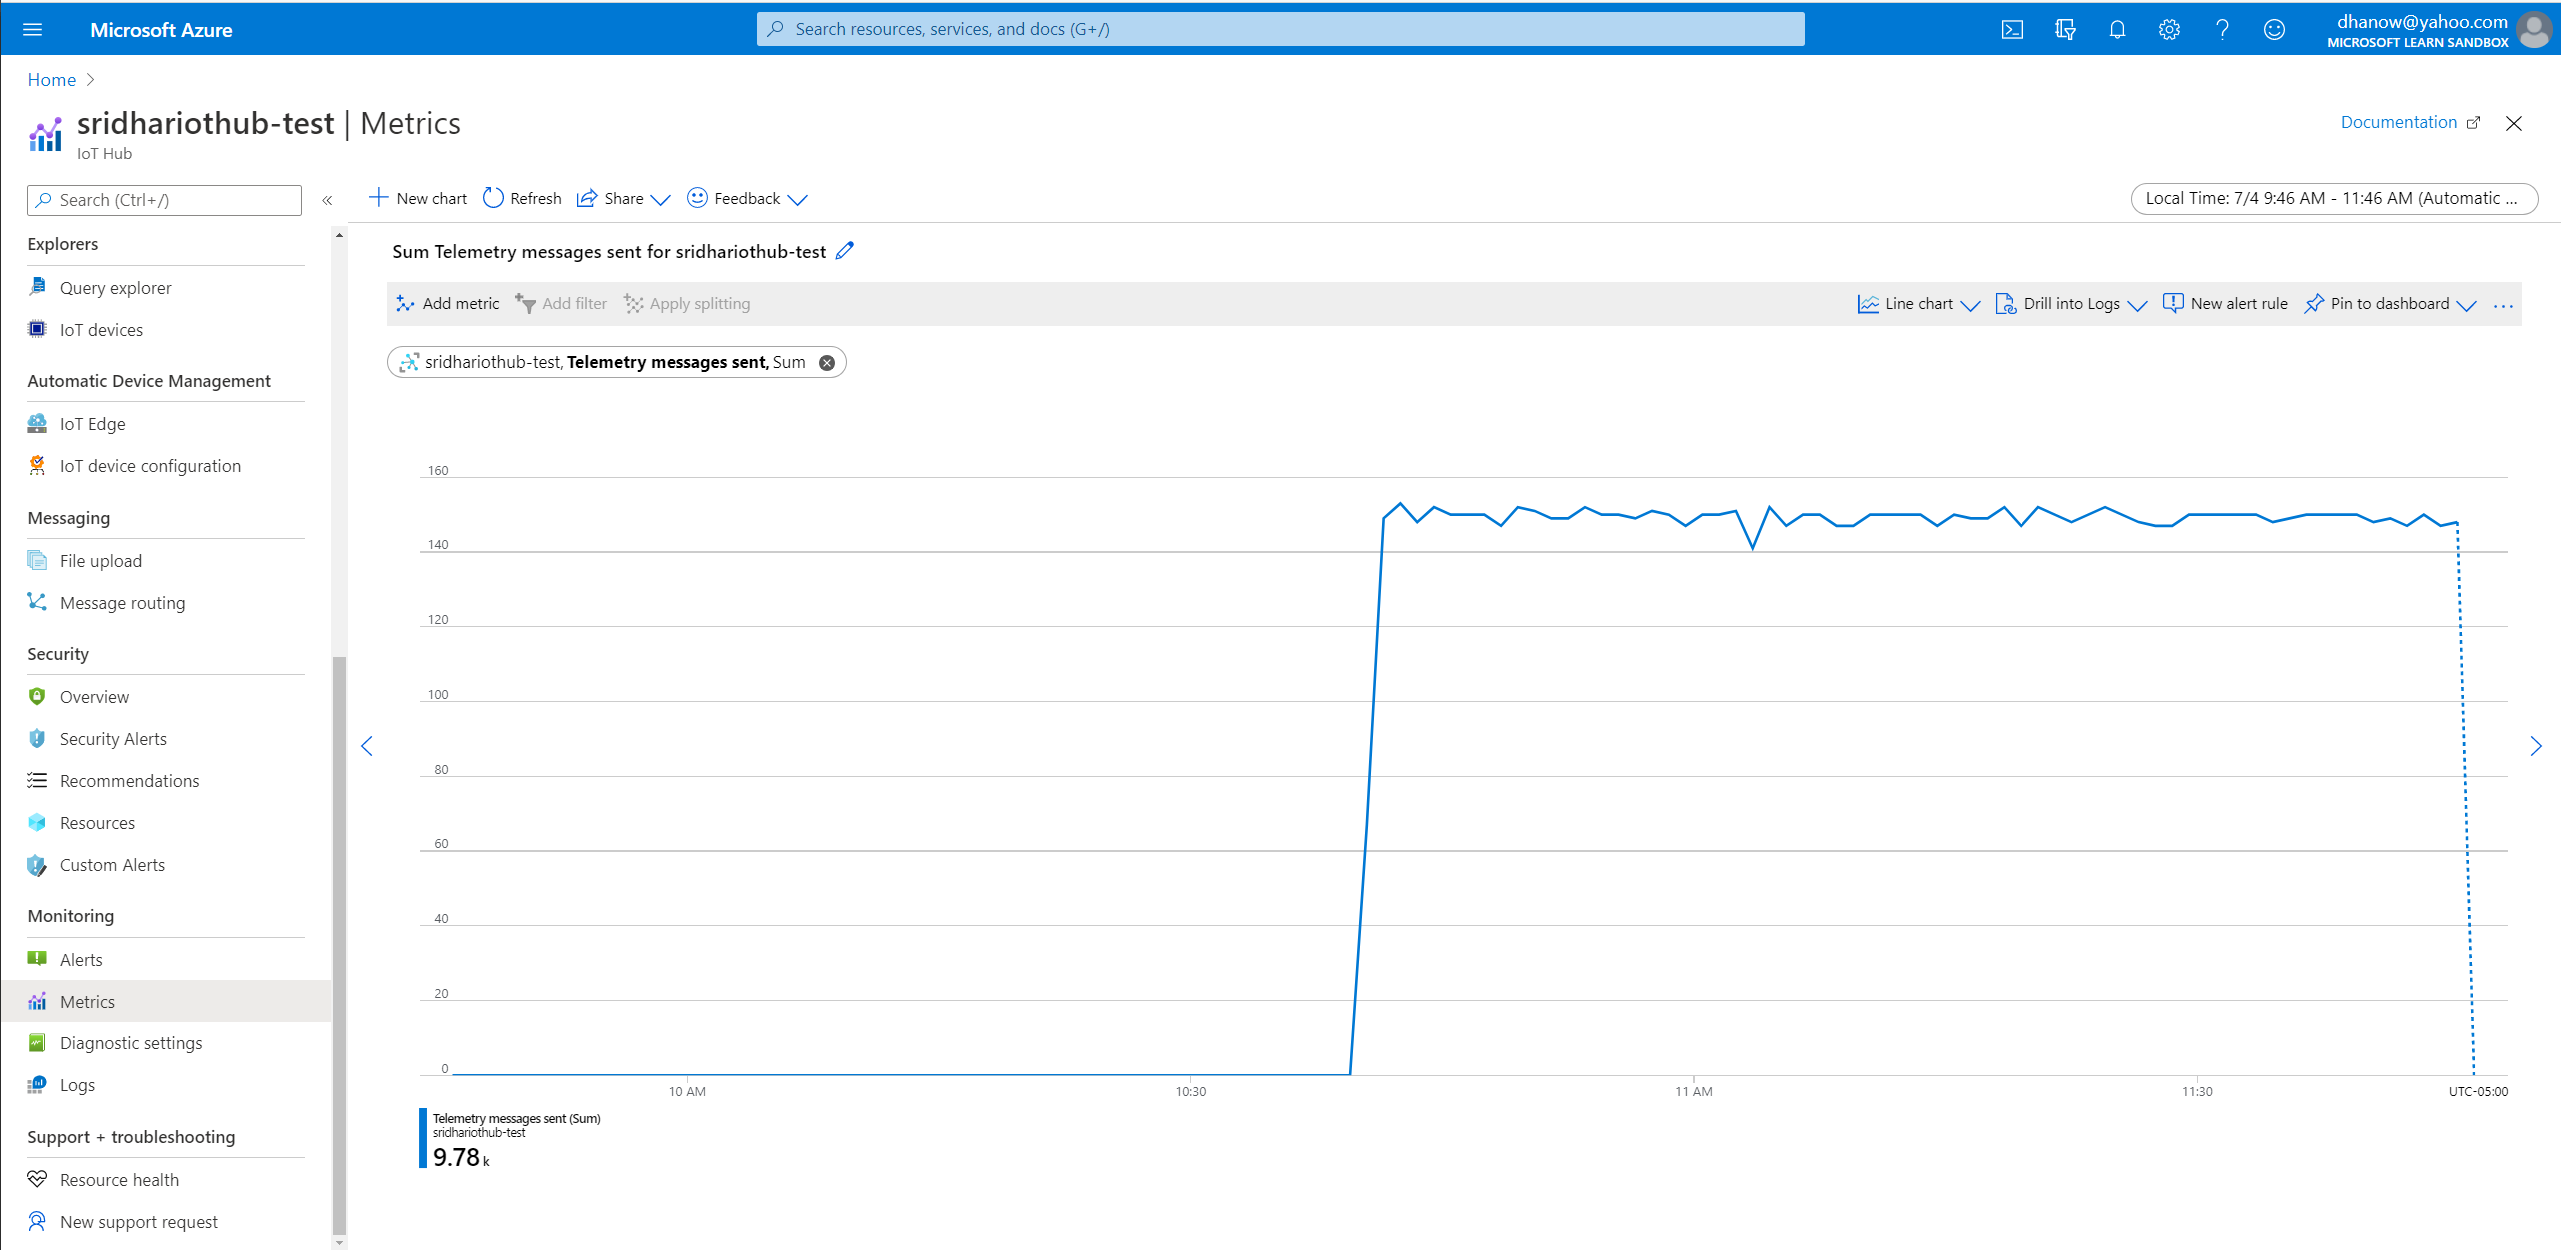 Microsoft Azure
Search resources, services, and docs (G+/)
dhanow@yahoo.com
MICROSOFT LEARN SANDBOX
Home
sridhariothub-test | Metrics
IoT Hub
Documentation
Search (Ctrl+/)
«
New chart
Refresh
Share
Feedback
Local Time: 7/4 9:46 AM - 11:46 AM (Automatic ...
Explorers
Query explorer
IoT devices
Automatic Device Management
IoT Edge
IoT device configuration
Messaging
File upload
Message routing
Security
Overview
Security Alerts
Recommendations
Resources
Custom Alerts
Monitoring
Alerts
Metrics
Diagnostic settings
Logs
Support + troubleshooting
Resource health
New support request
Sum Telemetry messages sent for sridhariothub-test
Add metric
Add filter
Apply splitting
Line chart
Drill into Logs
New alert rule
Pin to dashboard
...
sridhariothub-test, Telemetry messages sent, Sum
160
140
120
100
80
60
40
20
0
10 AM
10:30
11 AM
11:30
UTC-05:00
Telemetry messages sent (Sum)
sridhariothub-test
9.78 k